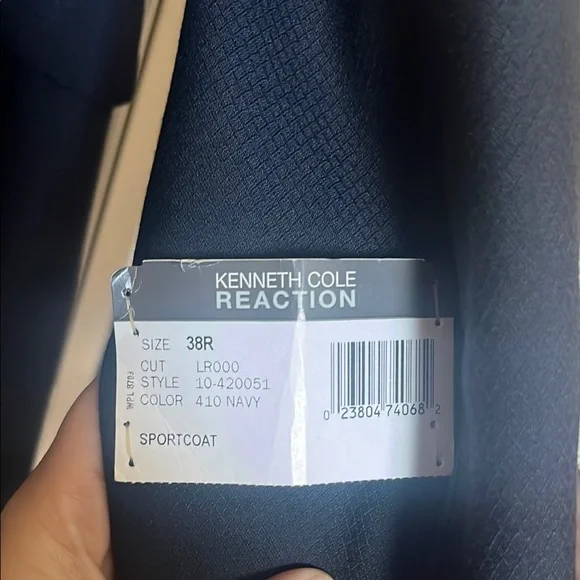 KENNETH COLE
REACTION
SIZE 38R
CUT LR000
STYLE 10-420051
COLOR 410 NAVY
SPORTCOAT
0 23804 74068 2